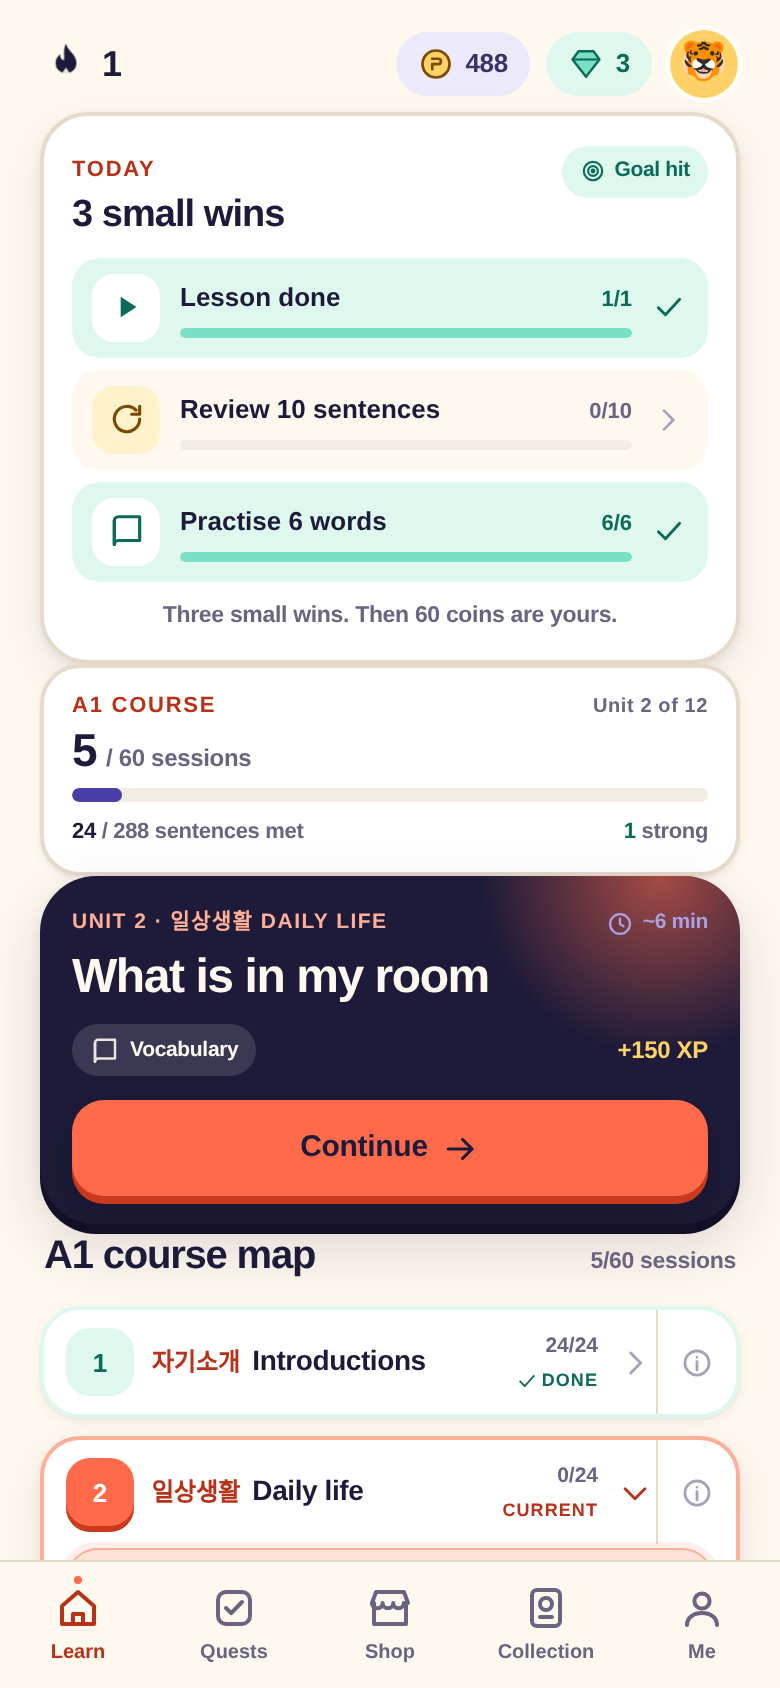 1
488
3
TODAY
Goal hit
3 small wins
Lesson done
1/1
Review 10 sentences
0/10
Practise 6 words
6/6
Three small wins. Then 60 coins are yours.
A1 COURSE
Unit 2 of 12
5 / 60 sessions
24 / 288 sentences met
1 strong
UNIT 2 · 일상생활 DAILY LIFE
~6 min
What is in my room
Vocabulary
+150 XP
Continue
A1 course map
5/60 sessions
1
자기소개 Introductions
24/24
DONE
2
일상생활 Daily life
0/24
CURRENT
Learn
Quests
Shop
Collection
Me